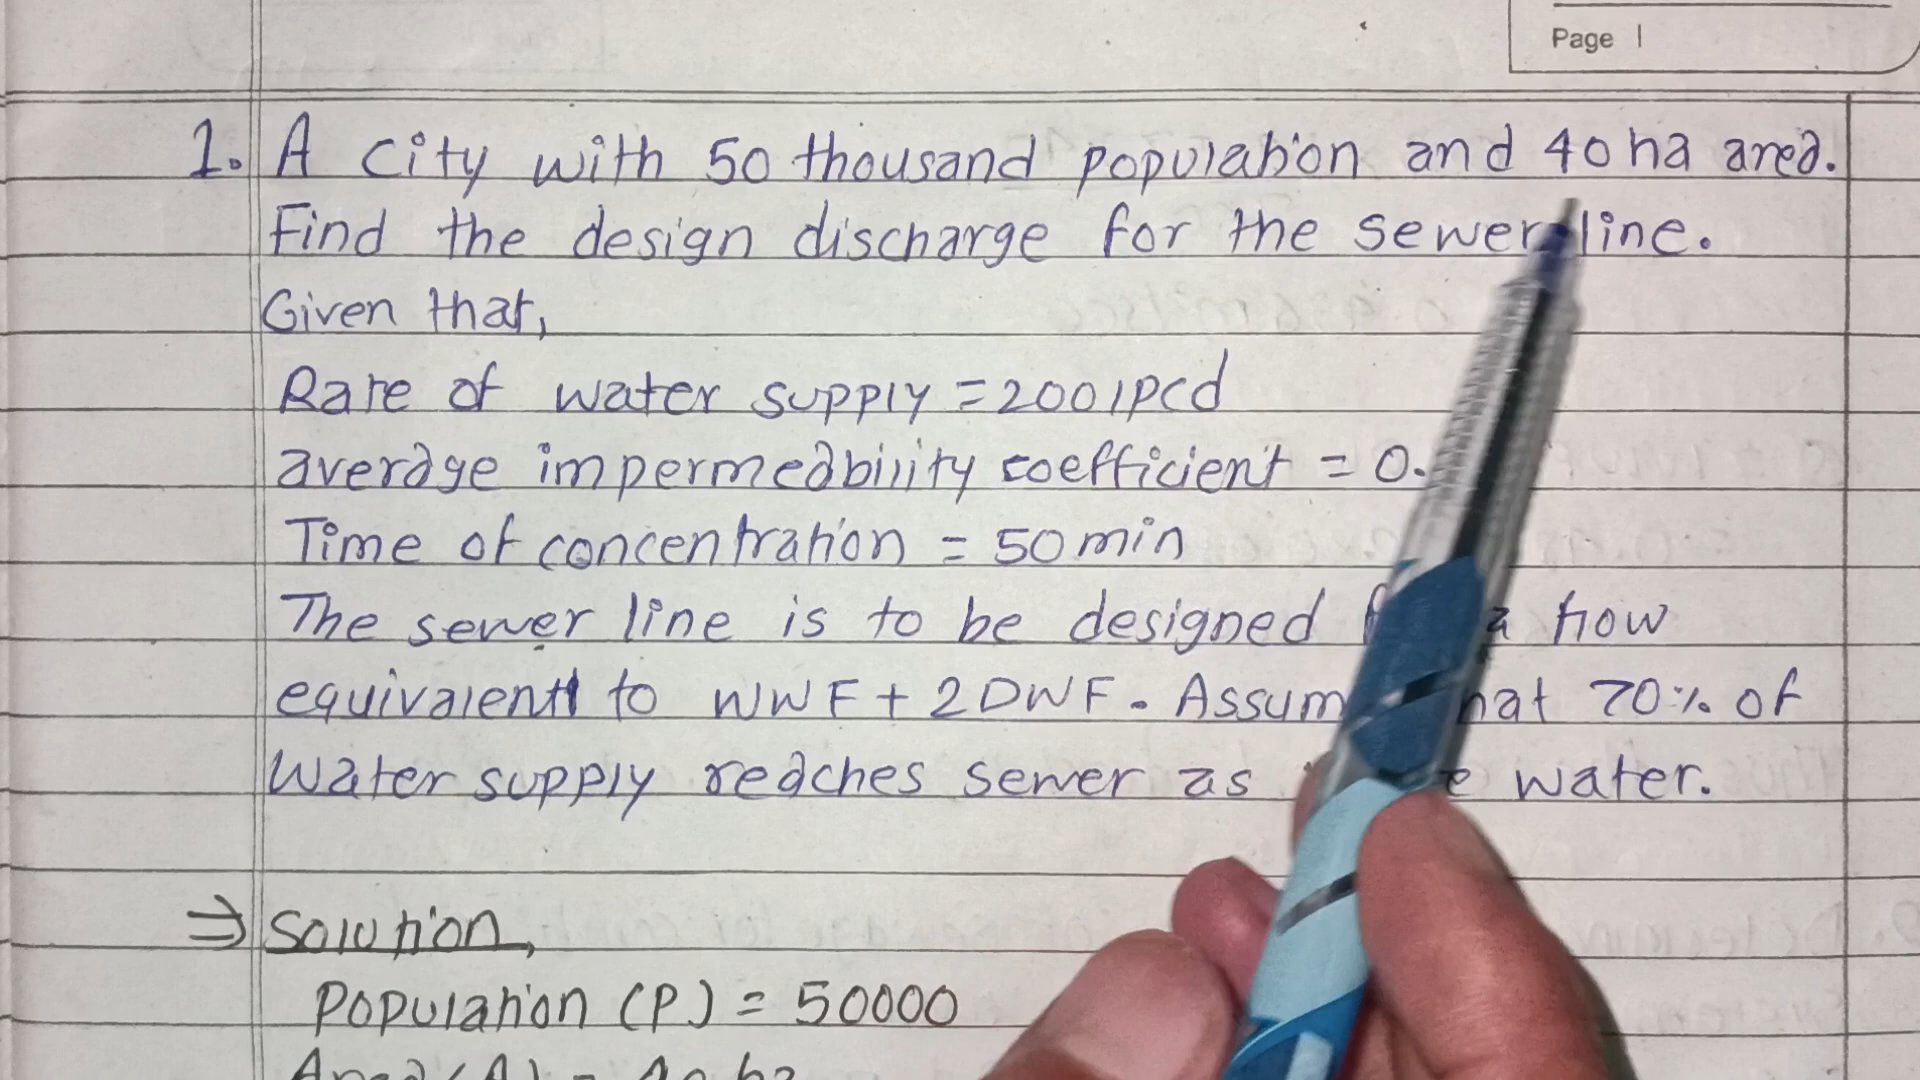 Page 1
1. A city with 50 thousand population and 40 ha area.
Find the design discharge for the sewer line.
Given that,
Rate of water supply = 200 lpcd
average impermeability coefficient = 0.
Time of concentration = 50 min
The sewer line is to be designed a flow
equivalent to WWF + 2DWF. Assum hat 70% of
Water supply reaches sewer as water.
⇒ Solution,
Population (P) = 50000
Area (A) = 40 ha